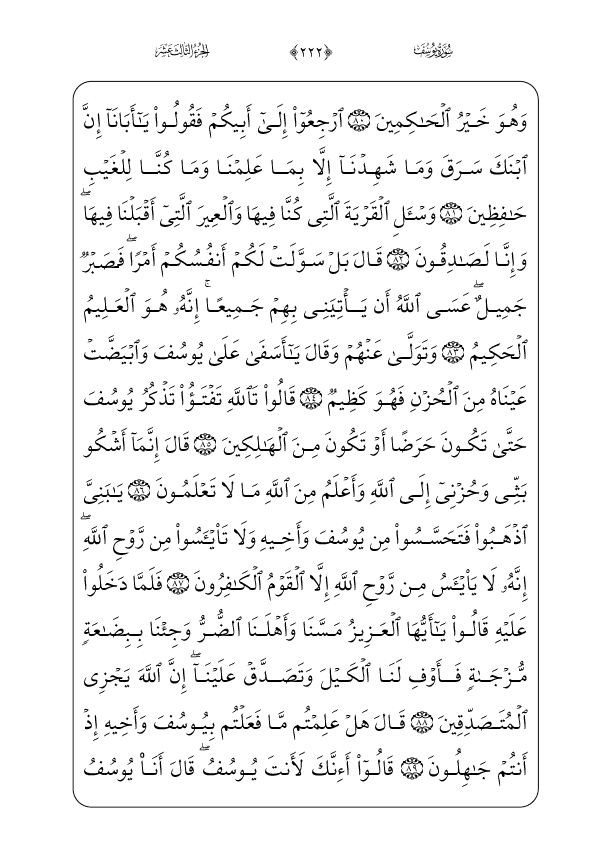 سُورَةُ يُوسُفَ ﴿٢٢٢﴾ الجُزْءُ الثَّالِثَ عَشَرَ
وَهُوَ خَيْرُ ٱلْحَـٰكِمِينَ ۝٨٠ ٱرْجِعُوٓا۟ إِلَىٰٓ أَبِيكُمْ فَقُولُوا۟ يَـٰٓأَبَانَآ إِنَّ
ٱبْنَكَ سَرَقَ وَمَا شَهِدْنَآ إِلَّا بِمَا عَلِمْنَا وَمَا كُنَّا لِلْغَيْبِ
حَـٰفِظِينَ ۝٨١ وَسْـَٔلِ ٱلْقَرْيَةَ ٱلَّتِى كُنَّا فِيهَا وَٱلْعِيرَ ٱلَّتِىٓ أَقْبَلْنَا فِيهَا ۖ
وَإِنَّا لَصَـٰدِقُونَ ۝٨٢ قَالَ بَلْ سَوَّلَتْ لَكُمْ أَنفُسُكُمْ أَمْرًا ۖ فَصَبْرٌ
جَمِيلٌ ۖ عَسَى ٱللَّهُ أَن يَأْتِيَنِى بِهِمْ جَمِيعًا ۚ إِنَّهُۥ هُوَ ٱلْعَلِيمُ
ٱلْحَكِيمُ ۝٨٣ وَتَوَلَّىٰ عَنْهُمْ وَقَالَ يَـٰٓأَسَفَىٰ عَلَىٰ يُوسُفَ وَٱبْيَضَّتْ
عَيْنَاهُ مِنَ ٱلْحُزْنِ فَهُوَ كَظِيمٌ ۝٨٤ قَالُوا۟ تَٱللَّهِ تَفْتَؤُا۟ تَذْكُرُ يُوسُفَ
حَتَّىٰ تَكُونَ حَرَضًا أَوْ تَكُونَ مِنَ ٱلْهَـٰلِكِينَ ۝٨٥ قَالَ إِنَّمَآ أَشْكُوا۟
بَثِّى وَحُزْنِىٓ إِلَى ٱللَّهِ وَأَعْلَمُ مِنَ ٱللَّهِ مَا لَا تَعْلَمُونَ ۝٨٦ يَـٰبَنِىَّ
ٱذْهَبُوا۟ فَتَحَسَّسُوا۟ مِن يُوسُفَ وَأَخِيهِ وَلَا تَا۟يْـَٔسُوا۟ مِن رَّوْحِ ٱللَّهِ ۖ
إِنَّهُۥ لَا يَا۟يْـَٔسُ مِن رَّوْحِ ٱللَّهِ إِلَّا ٱلْقَوْمُ ٱلْكَـٰفِرُونَ ۝٨٧ فَلَمَّا دَخَلُوا۟
عَلَيْهِ قَالُوا۟ يَـٰٓأَيُّهَا ٱلْعَزِيزُ مَسَّنَا وَأَهْلَنَا ٱلضُّرُّ وَجِئْنَا بِبِضَـٰعَةٍ
مُّزْجَىٰةٍ فَأَوْفِ لَنَا ٱلْكَيْلَ وَتَصَدَّقْ عَلَيْنَآ ۖ إِنَّ ٱللَّهَ يَجْزِى
ٱلْمُتَصَدِّقِينَ ۝٨٨ قَالَ هَلْ عَلِمْتُم مَّا فَعَلْتُم بِيُوسُفَ وَأَخِيهِ إِذْ
أَنتُمْ جَـٰهِلُونَ ۝٨٩ قَالُوٓا۟ أَءِنَّكَ لَأَنتَ يُوسُفُ ۖ قَالَ أَنَا۠ يُوسُفُ